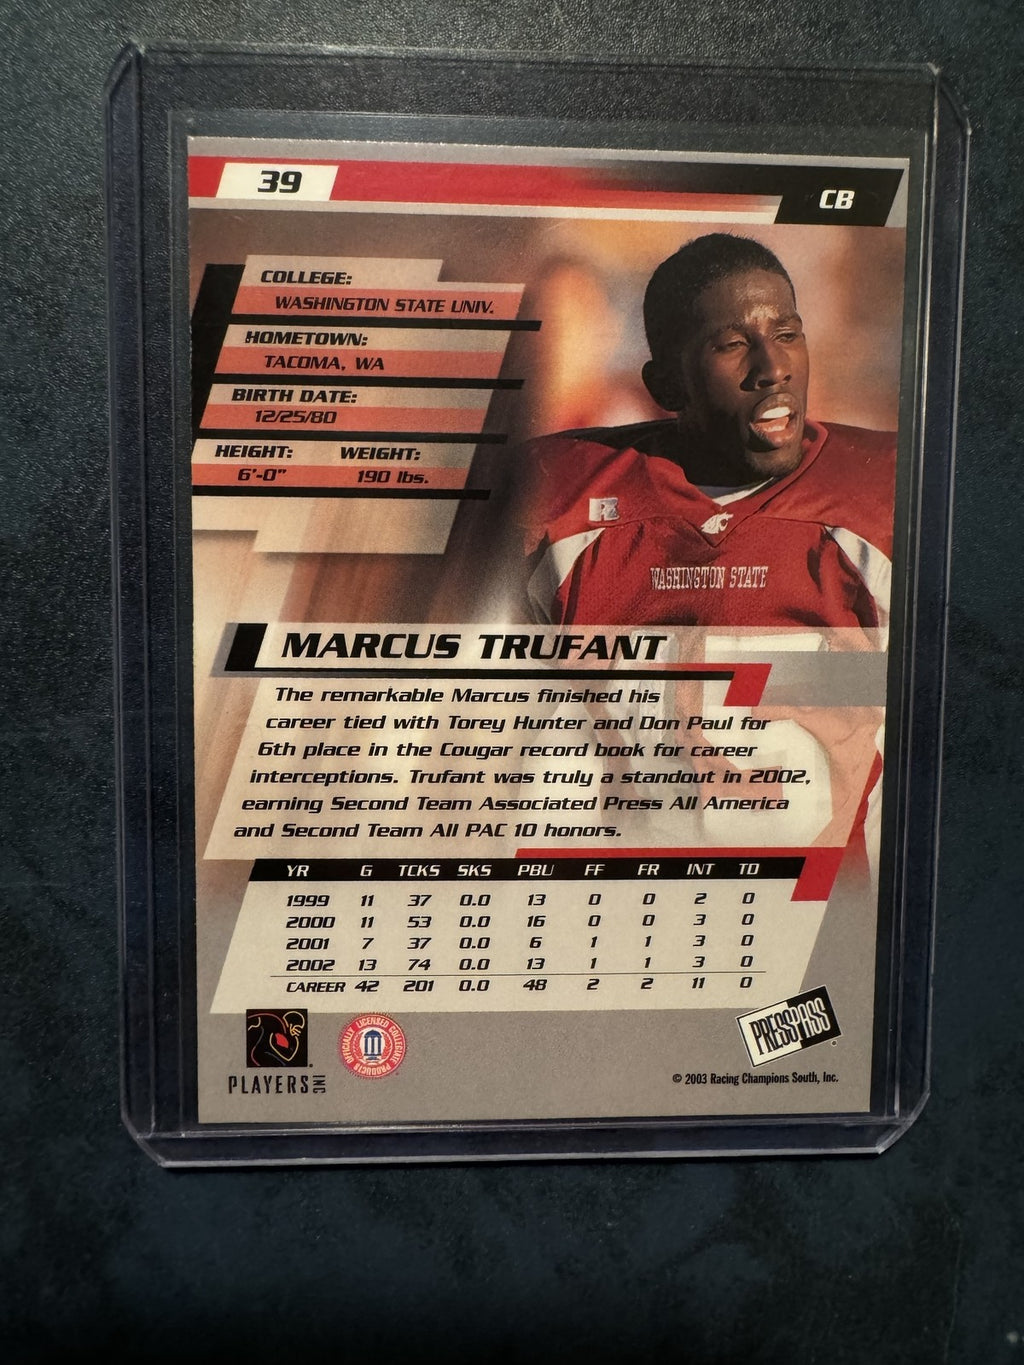 39
CB
COLLEGE:
WASHINGTON STATE UNIV.
HOMETOWN:
TACOMA, WA
BIRTH DATE:
12/25/80
HEIGHT: WEIGHT:
6'-0" 190 lbs.
WASHINGTON STATE
MARCUS TRUFANT
The remarkable Marcus finished his
career tied with Torey Hunter and Don Paul for
6th place in the Cougar record book for career
interceptions. Trufant was truly a standout in 2002,
earning Second Team Associated Press All America
and Second Team All PAC 10 honors.
YR G TCKS SKS PBU FF FR INT TD
1999 11 37 0.0 13 0 0 2 0
2000 11 53 0.0 16 0 0 3 0
2001 7 37 0.0 6 1 1 3 0
2002 13 74 0.0 13 1 1 3 0
CAREER 42 201 0.0 48 2 2 11 0
PLAYERS INC
OFFICIALLY LICENSED COLLEGIATE PRODUCTS
PRESS PASS
© 2003 Racing Champions South, Inc.